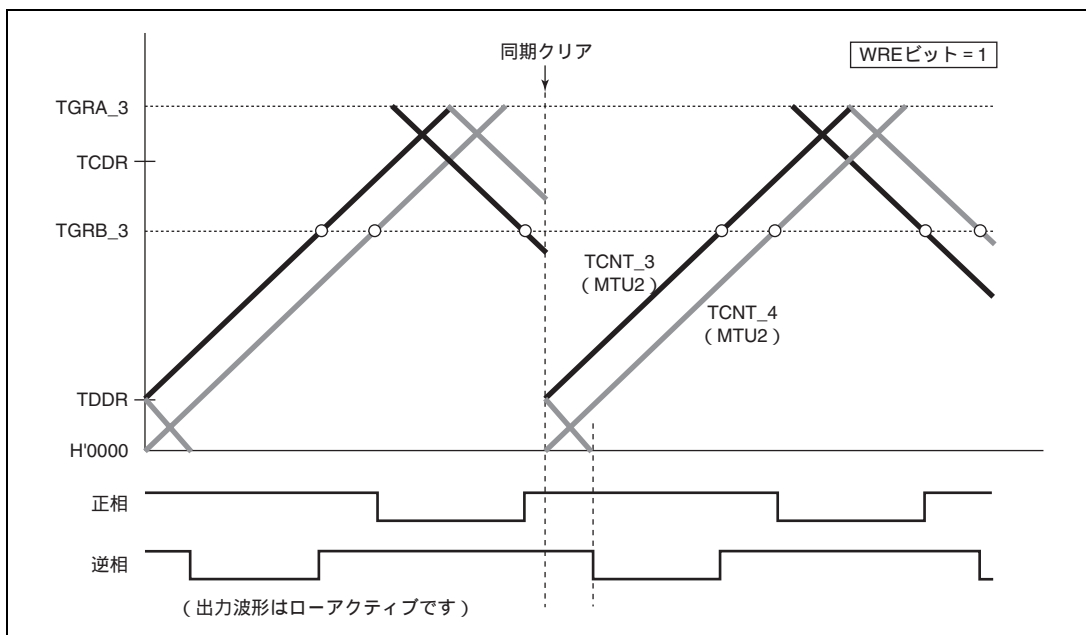 同期クリア
WREビット = 1
TGRA_3
TCDR
TGRB_3
TCNT_3
（MTU2）
TCNT_4
（MTU2）
TDDR
H'0000
正相
逆相
（出力波形はローアクティブです）